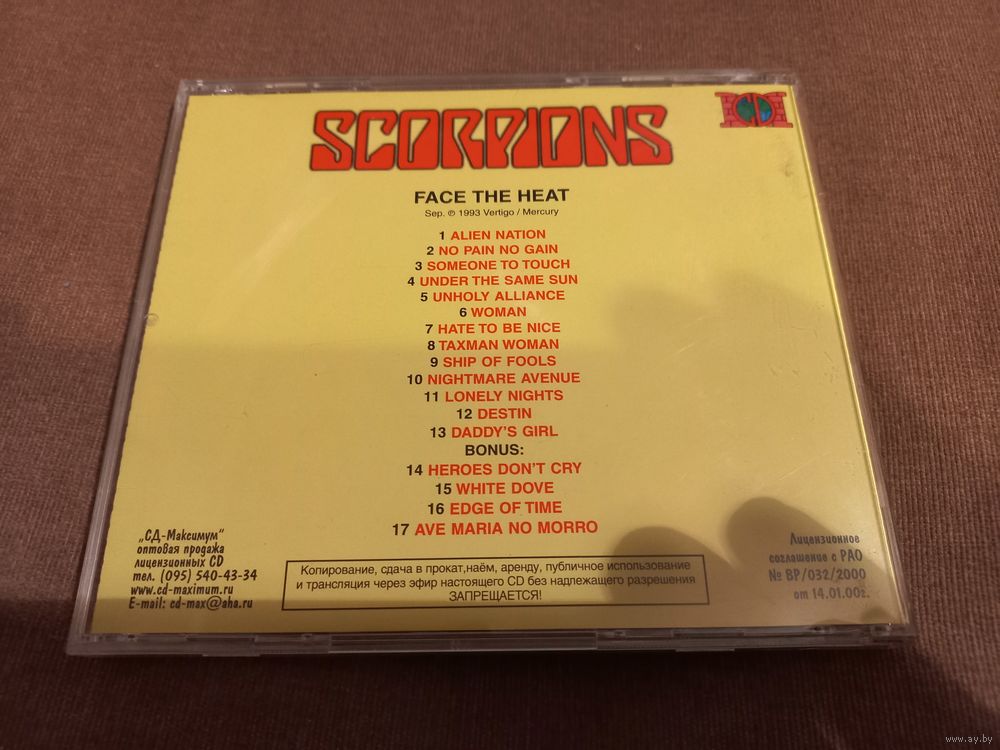 SCORPIONS
CD
FACE THE HEAT
Sep. ℗ 1993 Vertigo / Mercury
1 ALIEN NATION
2 NO PAIN NO GAIN
3 SOMEONE TO TOUCH
4 UNDER THE SAME SUN
5 UNHOLY ALLIANCE
6 WOMAN
7 HATE TO BE NICE
8 TAXMAN WOMAN
9 SHIP OF FOOLS
10 NIGHTMARE AVENUE
11 LONELY NIGHTS
12 DESTIN
13 DADDY'S GIRL
BONUS:
14 HEROES DON'T CRY
15 WHITE DOVE
16 EDGE OF TIME
17 AVE MARIA NO MORRO
„СД-Максимум"
оптовая продажа
лицензионных CD
тел. (095) 540-43-34
www.cd-maximum.ru
E-mail: cd-max@aha.ru
Копирование, сдача в прокат,наём, аренду, публичное использование
и трансляция через эфир настоящего CD без надлежащего разрешения
ЗАПРЕЩАЕТСЯ!
Лицензионное
соглашение с РАО
№ ВР/032/2000
от 14.01.00г.
www.ay.by